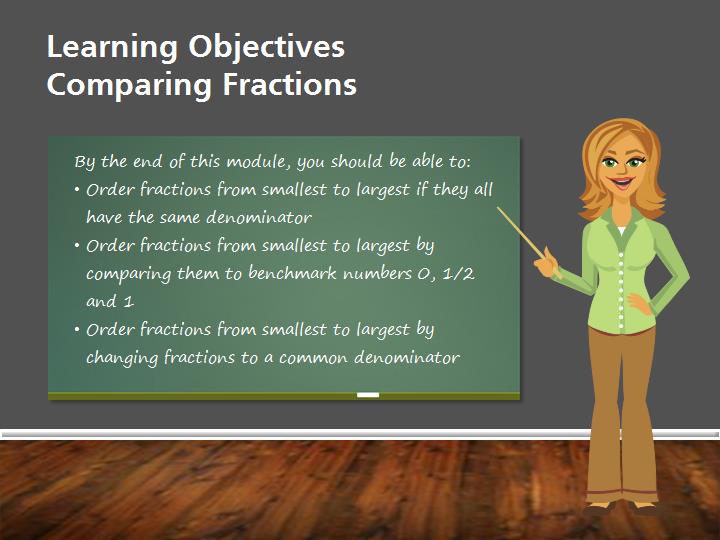 Learning Objectives
Comparing Fractions
By the end of this module, you should be able to:
• Order fractions from smallest to largest if they all
have the same denominator
• Order fractions from smallest to largest by
comparing them to benchmark numbers 0, 1/2
and 1
• Order fractions from smallest to largest by
changing fractions to a common denominator